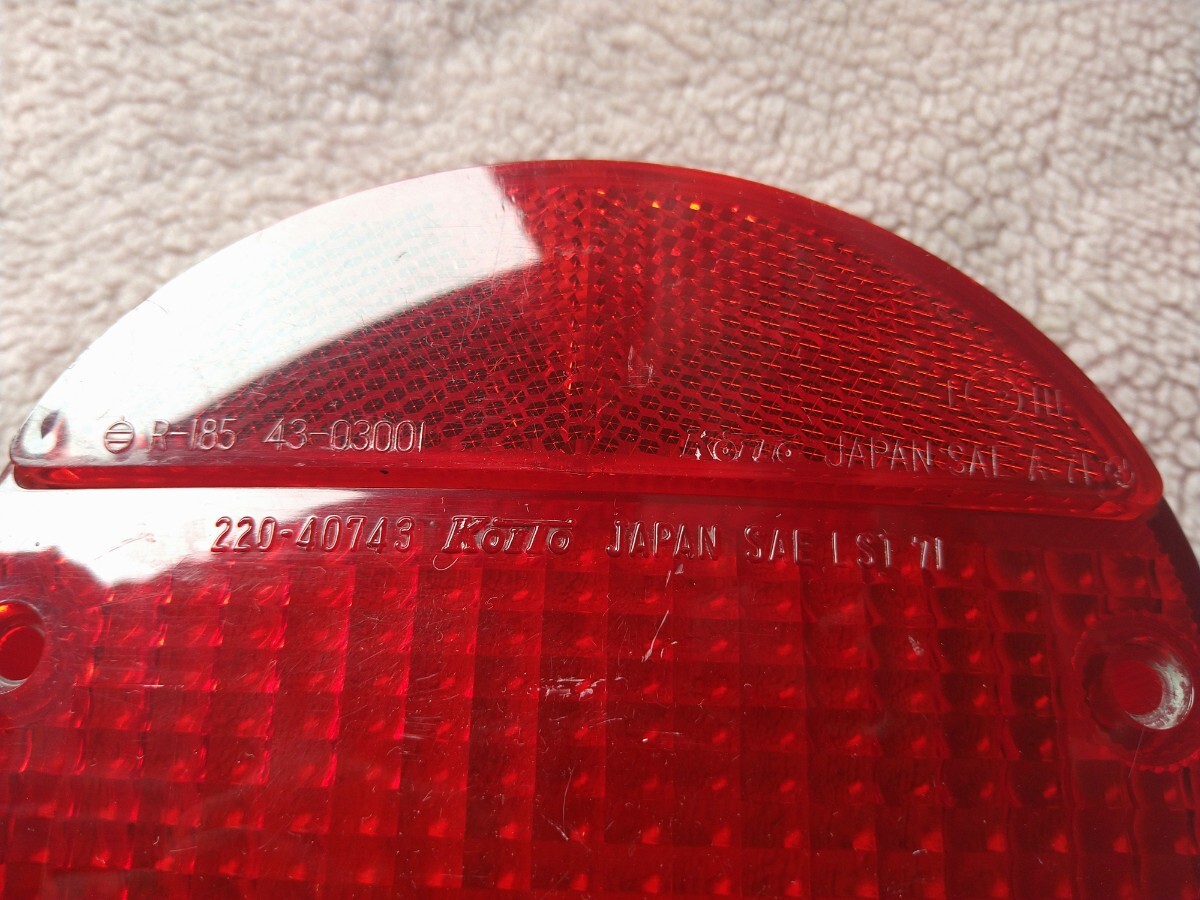 R-185 43-03001 Koito JAPAN SAE A 71
220-40743 Koito JAPAN SAE LST 71